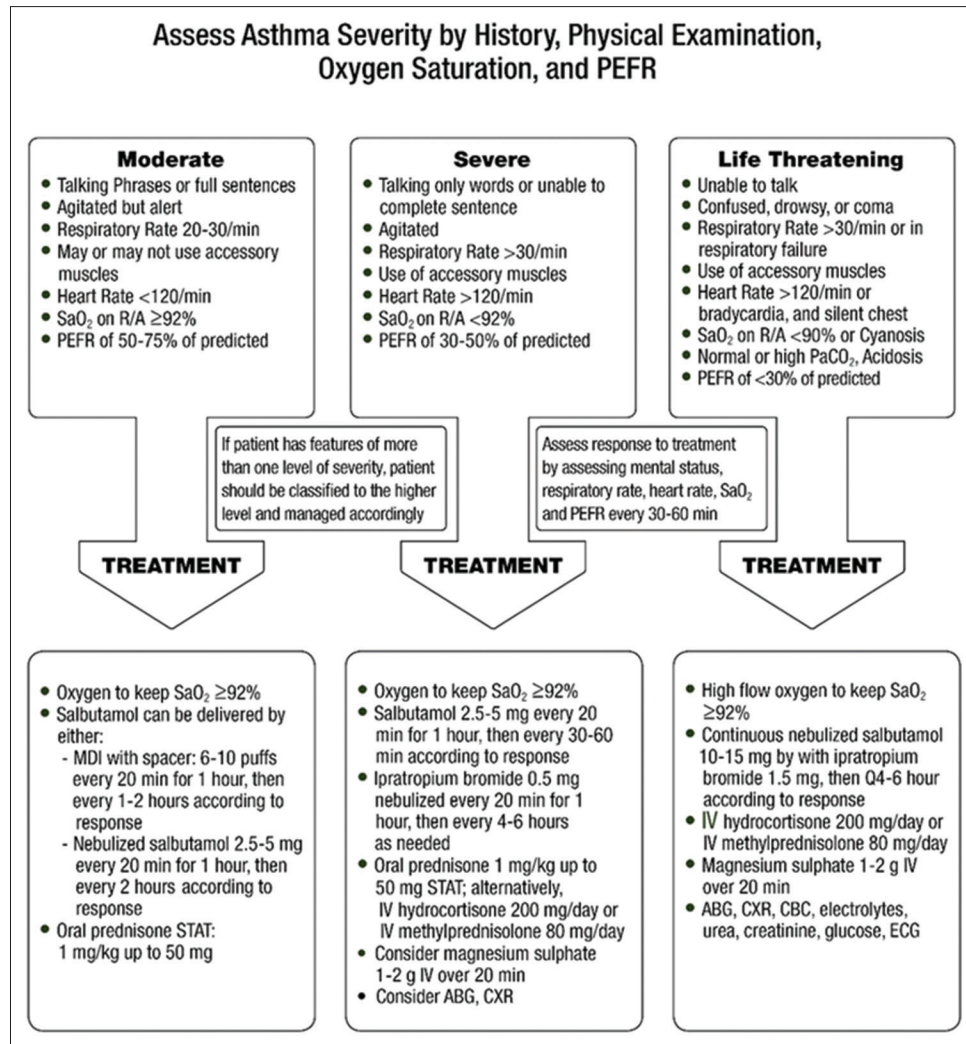 Assess Asthma Severity by History, Physical Examination,
Oxygen Saturation, and PEFR
Moderate
• Talking Phrases or full sentences
• Agitated but alert
• Respiratory Rate 20-30/min
• May or may not use accessory
muscles
• Heart Rate <120/min
• SaO₂ on R/A ≥92%
• PEFR of 50-75% of predicted
Severe
• Talking only words or unable to
complete sentence
• Agitated
• Respiratory Rate >30/min
• Use of accessory muscles
• Heart Rate >120/min
• SaO₂ on R/A <92%
• PEFR of 30-50% of predicted
Life Threatening
• Unable to talk
• Confused, drowsy, or coma
• Respiratory Rate >30/min or in
respiratory failure
• Use of accessory muscles
• Heart Rate >120/min or
bradycardia, and silent chest
• SaO₂ on R/A <90% or Cyanosis
• Normal or high PaCO₂, Acidosis
• PEFR of <30% of predicted
If patient has features of more
than one level of severity, patient
should be classified to the higher
level and managed accordingly
Assess response to treatment
by assessing mental status,
respiratory rate, heart rate, SaO₂
and PEFR every 30-60 min
TREATMENT
TREATMENT
TREATMENT
• Oxygen to keep SaO₂ ≥92%
• Salbutamol can be delivered by
either:
- MDI with spacer: 6-10 puffs
every 20 min for 1 hour, then
every 1-2 hours according to
response
- Nebulized salbutamol 2.5-5 mg
every 20 min for 1 hour, then
every 2 hours according to
response
• Oral prednisone STAT:
1 mg/kg up to 50 mg
• Oxygen to keep SaO₂ ≥92%
• Salbutamol 2.5-5 mg every 20
min for 1 hour, then every 30-60
min according to response
• Ipratropium bromide 0.5 mg
nebulized every 20 min for 1
hour, then every 4-6 hours
as needed
• Oral prednisone 1 mg/kg up to
50 mg STAT; alternatively,
IV hydrocortisone 200 mg/day or
IV methylprednisolone 80 mg/day
• Consider magnesium sulphate
1-2 g IV over 20 min
• Consider ABG, CXR
• High flow oxygen to keep SaO₂
≥92%
• Continuous nebulized salbutamol
10-15 mg by with ipratropium
bromide 1.5 mg, then Q4-6 hour
according to response
• IV hydrocortisone 200 mg/day or
IV methylprednisolone 80 mg/day
• Magnesium sulphate 1-2 g IV
over 20 min
• ABG, CXR, CBC, electrolytes,
urea, creatinine, glucose, ECG